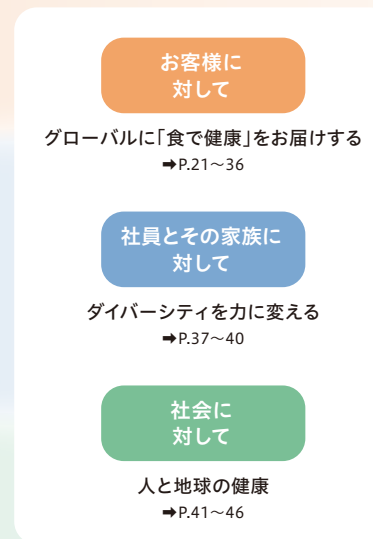 お客様に
対して
グローバルに「食で健康」をお届けする
➡P.21～36
社員とその家族に
対して
ダイバーシティを力に変える
➡P.37～40
社会に
対して
人と地球の健康
➡P.41～46